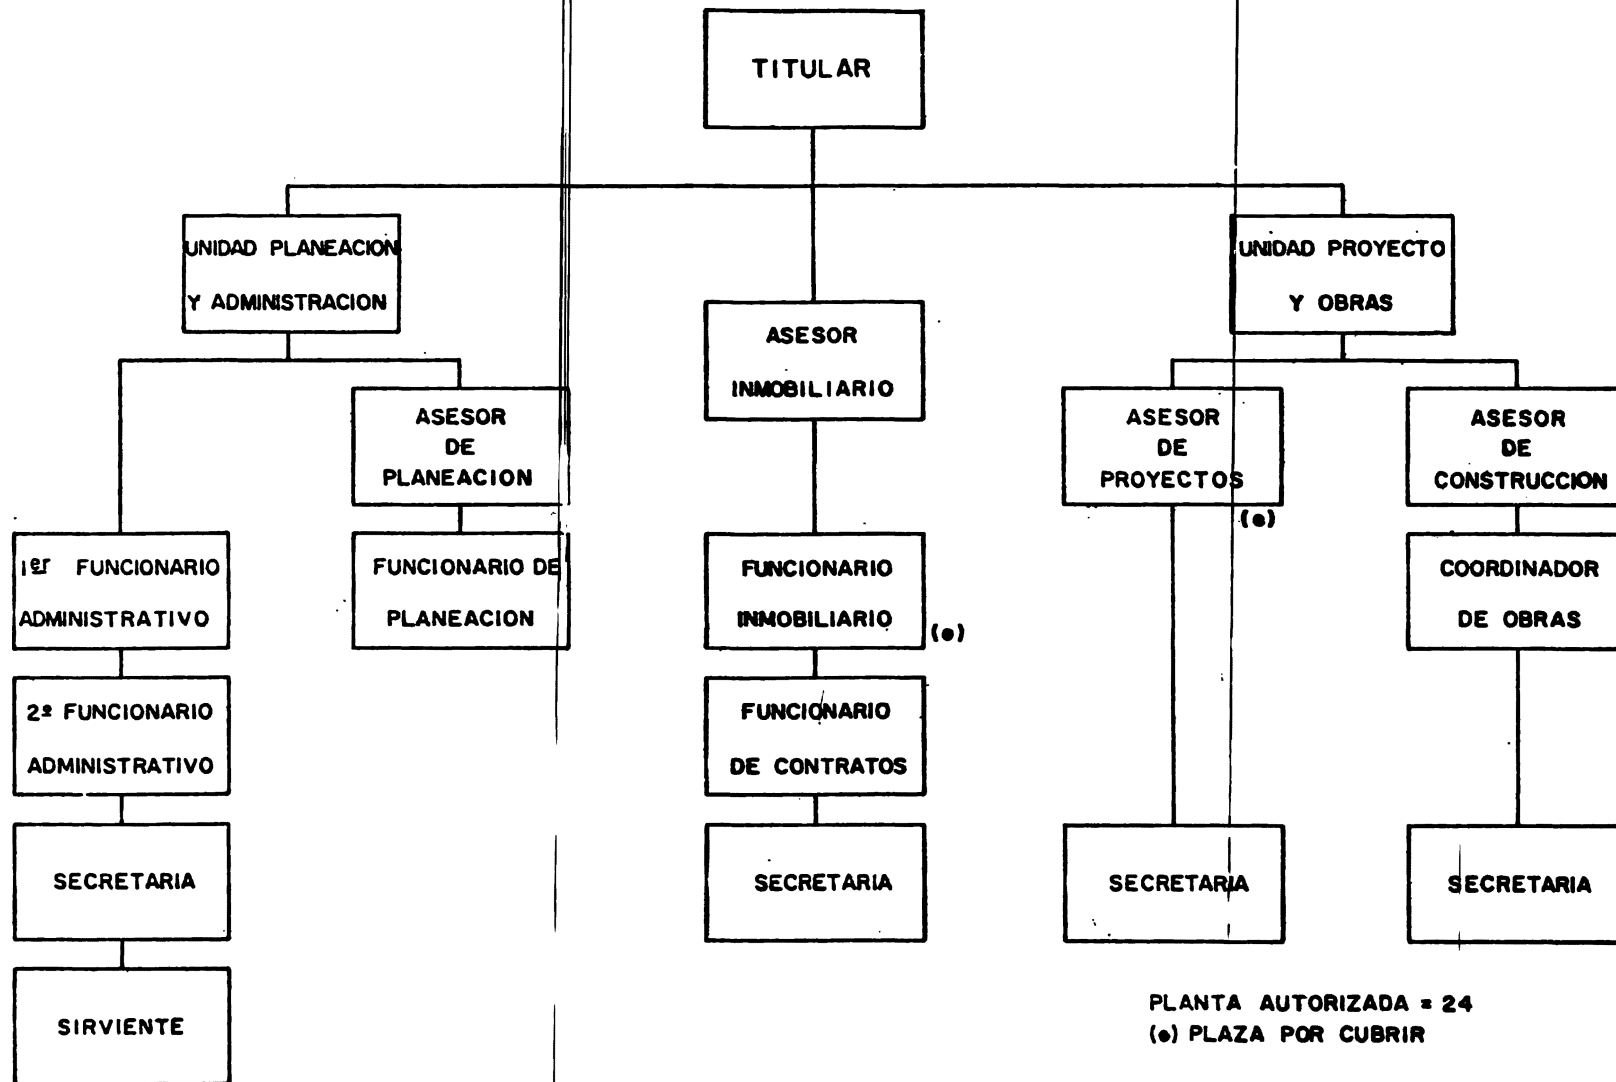 TITULAR
UNIDAD PLANEACION
Y ADMINISTRACION
ASESOR
INMOBILIARIO
UNIDAD PROYECTO
Y OBRAS
ASESOR
DE
PLANEACION
ASESOR
DE
PROYECTOS
(•)
ASESOR
DE
CONSTRUCCION
1er FUNCIONARIO
ADMINISTRATIVO
FUNCIONARIO DE
PLANEACION
FUNCIONARIO
INMOBILIARIO
(•)
COORDINADOR
DE OBRAS
2º FUNCIONARIO
ADMINISTRATIVO
FUNCIONARIO
DE CONTRATOS
SECRETARIA
SECRETARIA
SECRETARIA
SECRETARIA
SIRVIENTE
PLANTA AUTORIZADA = 24
(•) PLAZA POR CUBRIR